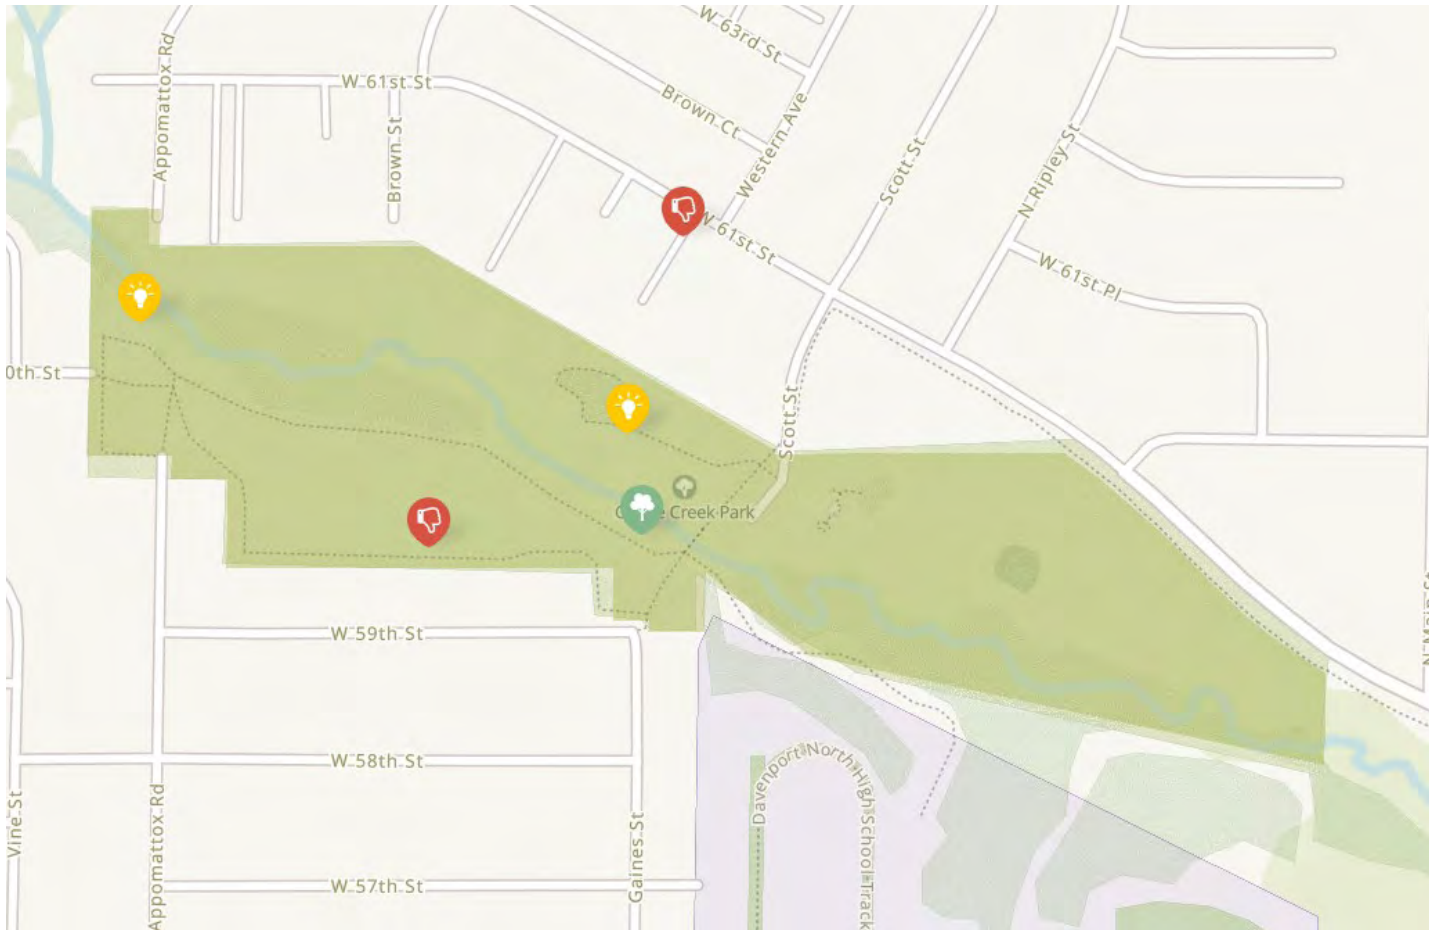 W 63rd St
Appomattox Rd
W 61st St
Brown Ct
Western Ave
Brown St
Scott St
N Ripley St
W 61st St
W 61st Pl
0th St
Scott St
Creek Park
W 59th St
W 58th St
Davenport North High School Track
Vine St
Appomattox Rd
Gaines St
W 57th St